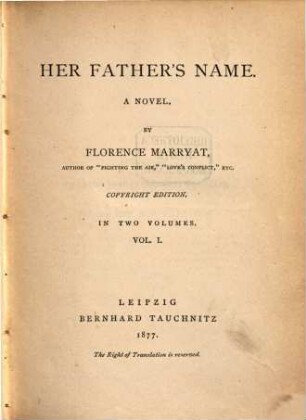 HER FATHER'S NAME.
A NOVEL,
BY
FLORENCE MARRYAT,
AUTHOR OF "FIGHTING THE AIR," "LOVE'S CONFLICT," ETC.
COPYRIGHT EDITION.
IN TWO VOLUMES.
VOL. I.
LEIPZIG
BERNHARD TAUCHNITZ
1877.
The Right of Translation is reserved.